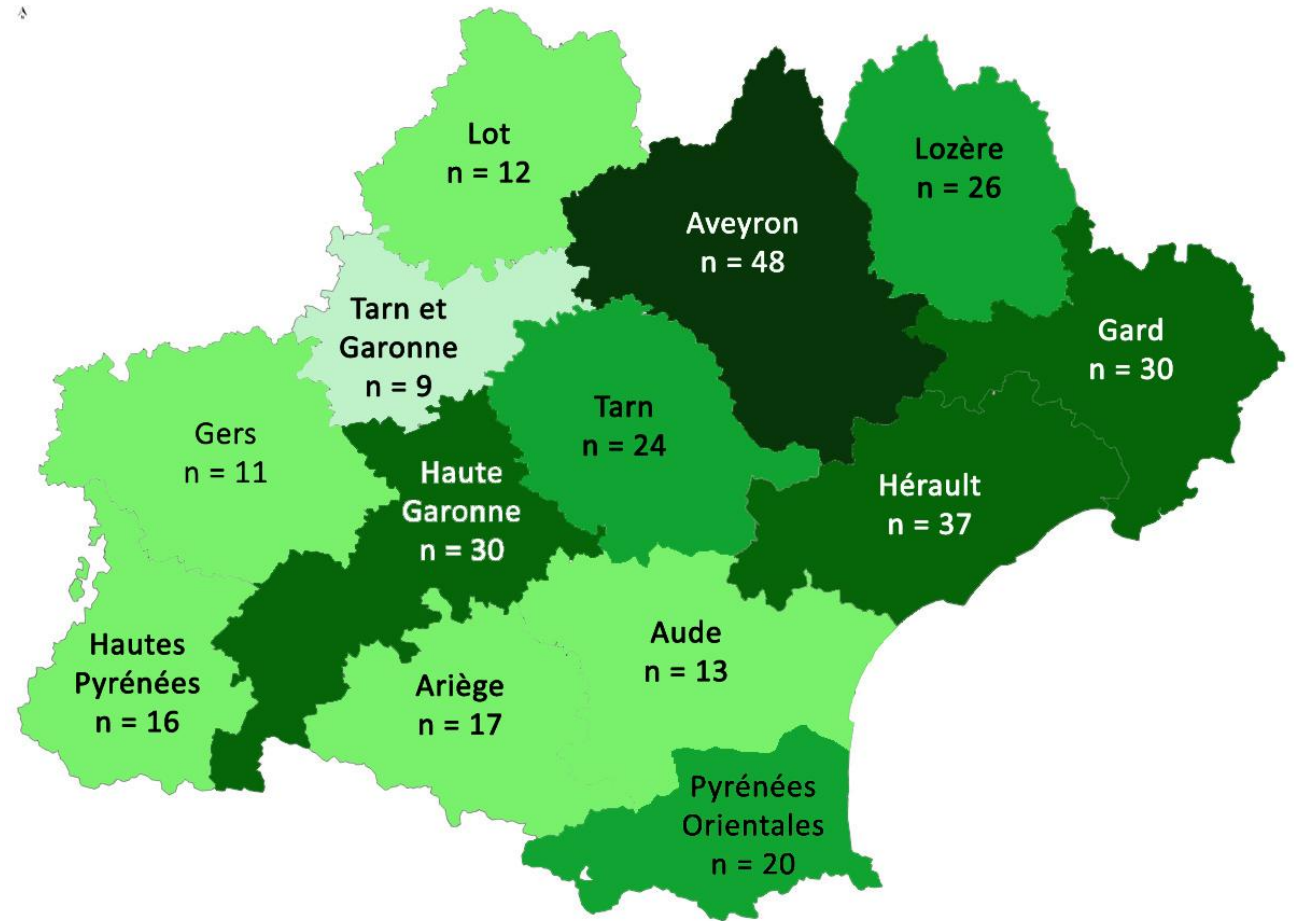 Lot
n = 12
Lozère
n = 26
Aveyron
n = 48
Tarn et
Garonne
n = 9
Gard
n = 30
Tarn
n = 24
Gers
n = 11
Haute
Garonne
n = 30
Hérault
n = 37
Hautes
Pyrénées
n = 16
Ariège
n = 17
Aude
n = 13
Pyrénées
Orientales
n = 20